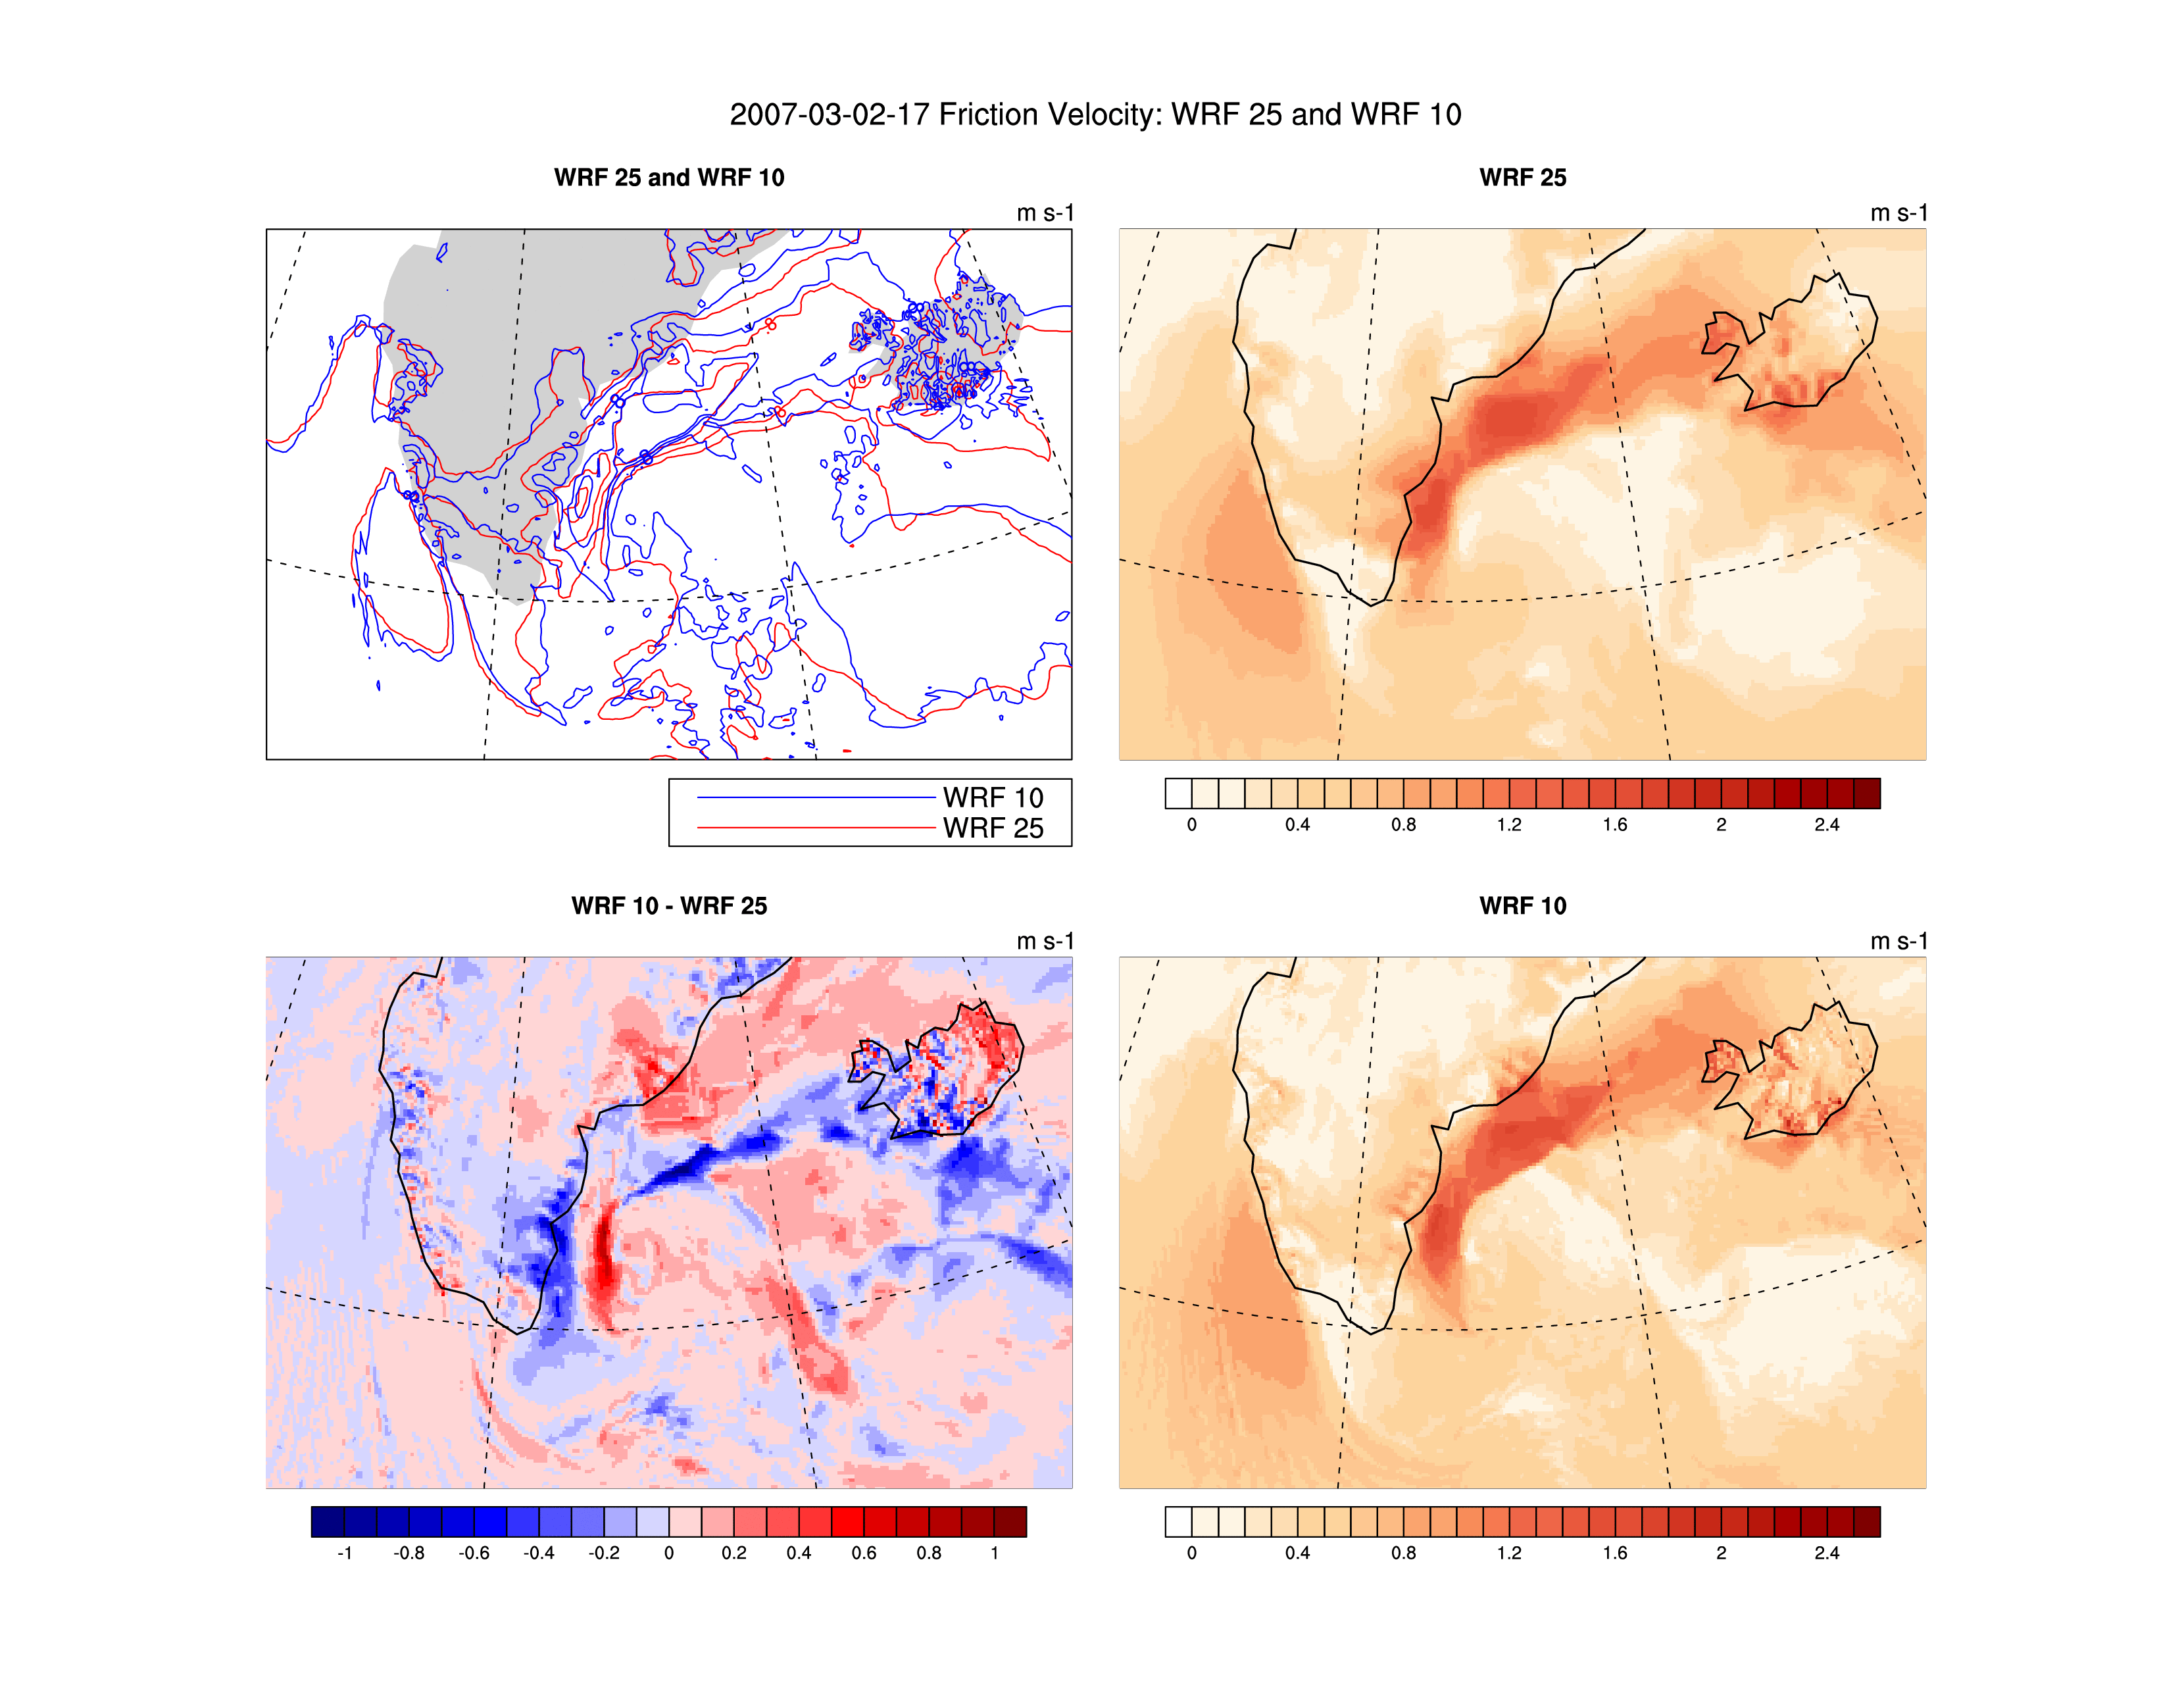 2007-03-02-17 Friction Velocity: WRF 25 and WRF 10
WRF 25 and WRF 10
m s-1
WRF 10
WRF 25
WRF 25
m s-1
0 0.4 0.8 1.2 1.6 2 2.4
WRF 10 - WRF 25
m s-1
-1 -0.8 -0.6 -0.4 -0.2 0 0.2 0.4 0.6 0.8 1
WRF 10
m s-1
0 0.4 0.8 1.2 1.6 2 2.4